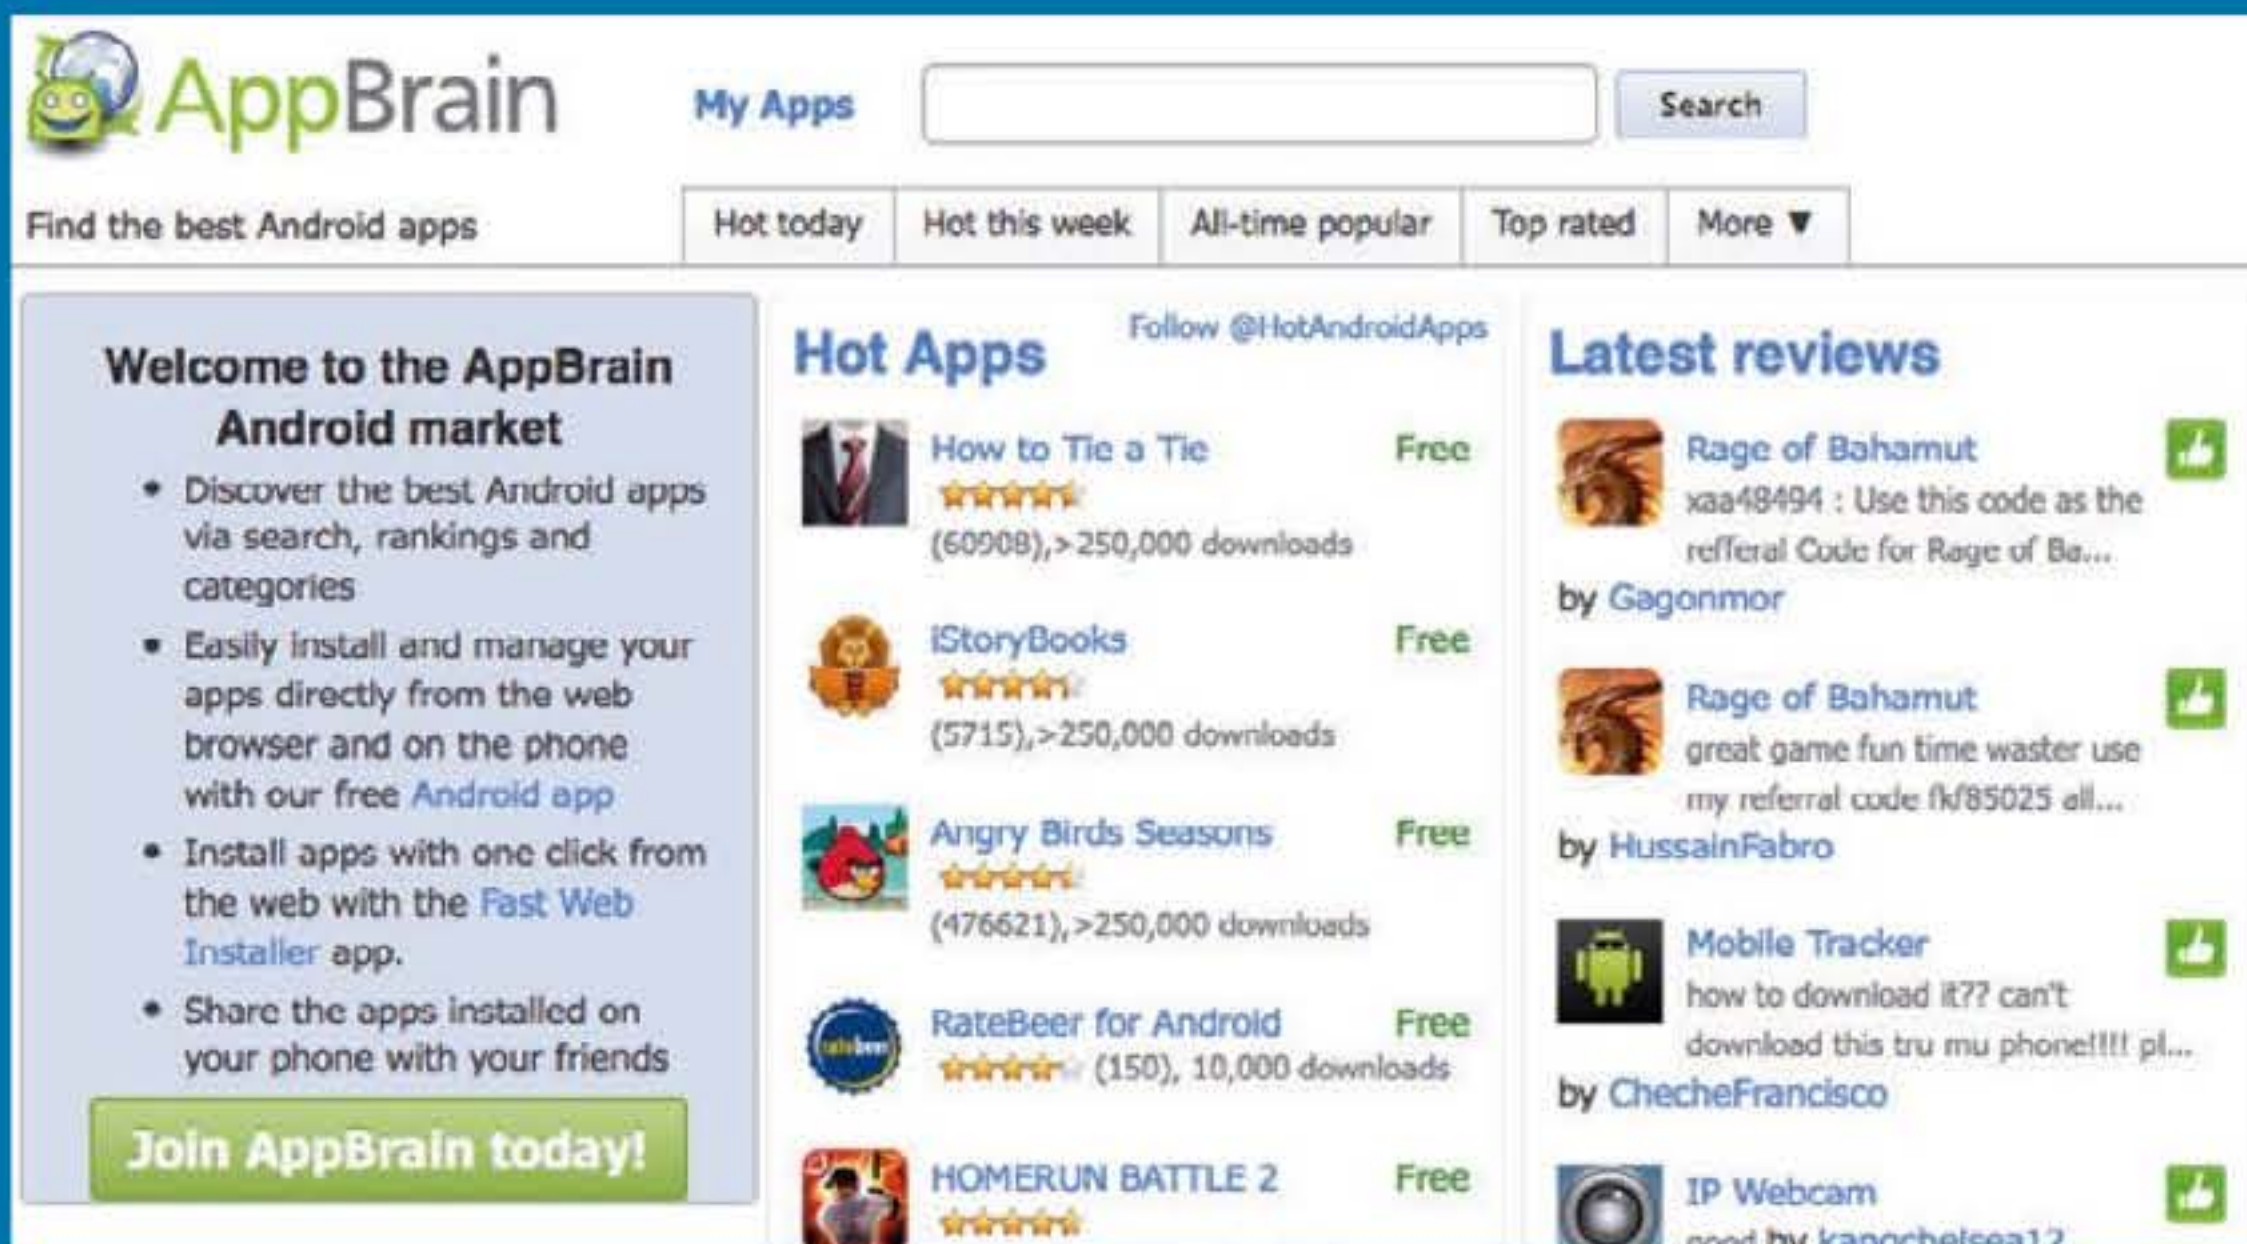 AppBrain
My Apps
Search
Find the best Android apps
Hot today
Hot this week
All-time popular
Top rated
More ▼
Welcome to the AppBrain
Android market
• Discover the best Android apps
via search, rankings and
categories
• Easily install and manage your
apps directly from the web
browser and on the phone
with our free Android app
• Install apps with one click from
the web with the Fast Web
Installer app.
• Share the apps installed on
your phone with your friends
Join AppBrain today!
Hot Apps
Follow @HotAndroidApps
How to Tie a Tie Free
(60908),>250,000 downloads
iStoryBooks Free
(5715),>250,000 downloads
Angry Birds Seasons Free
(476621),>250,000 downloads
ratebeer
RateBeer for Android Free
(150), 10,000 downloads
HOMERUN BATTLE 2 Free
Latest reviews
Rage of Bahamut
xaa48494 : Use this code as the
refferal Code for Rage of Ba...
by Gagonmor
Rage of Bahamut
great game fun time waster use
my referral code fkf85025 all...
by HussainFabro
Mobile Tracker
how to download it?? can't
download this tru mu phone!!!! pl...
by ChecheFrancisco
IP Webcam
good by kangchelsea12